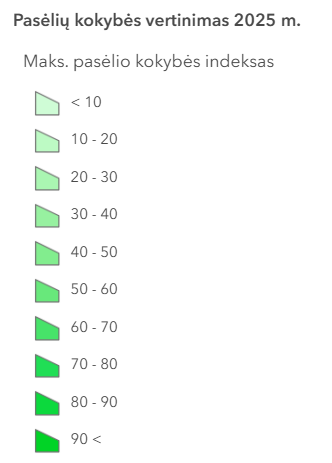 Pasėlių kokybės vertinimas 2025 m.
Maks. pasėlio kokybės indeksas
< 10
10 - 20
20 - 30
30 - 40
40 - 50
50 - 60
60 - 70
70 - 80
80 - 90
90 <